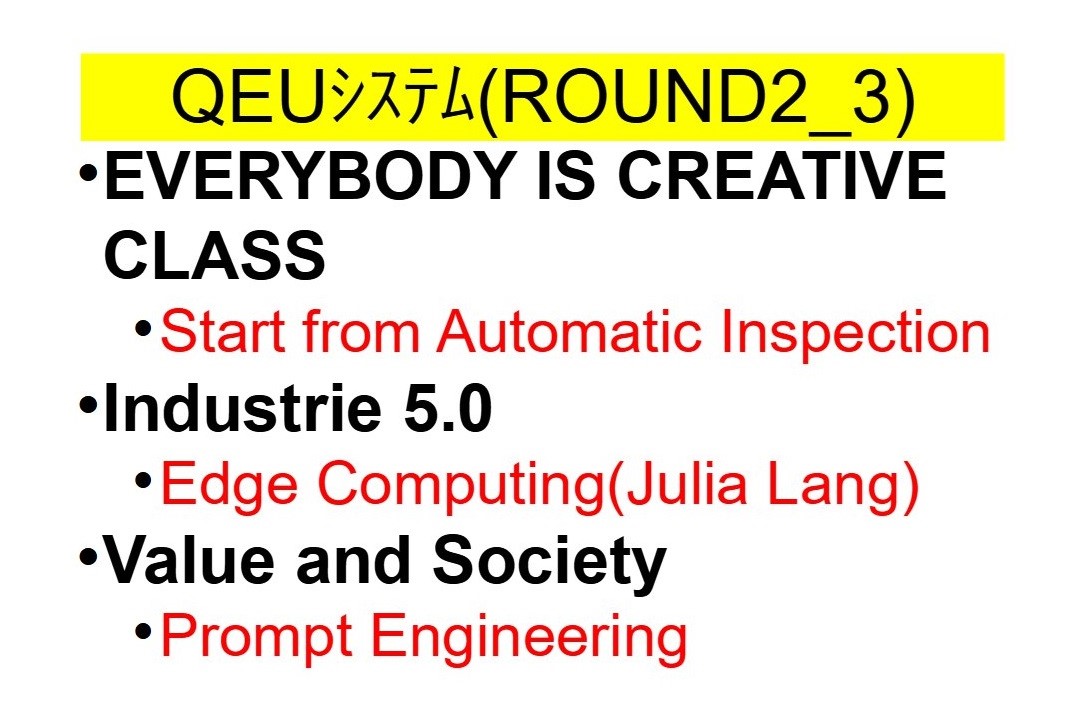 QEUｼｽﾃﾑ(ROUND2_3)
•EVERYBODY IS CREATIVE
CLASS
•Start from Automatic Inspection
•Industrie 5.0
•Edge Computing(Julia Lang)
•Value and Society
•Prompt Engineering